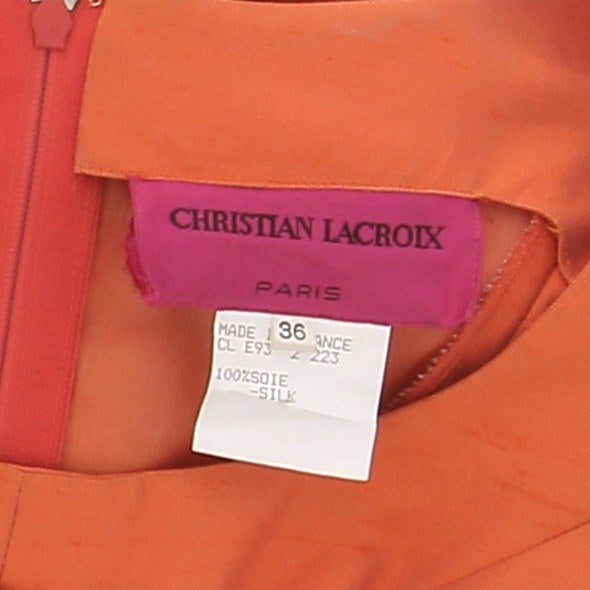 CHRISTIAN LACROIX
PARIS
MADE 36 ANCE
CL E93 2 223
100%SOIE
-SILK